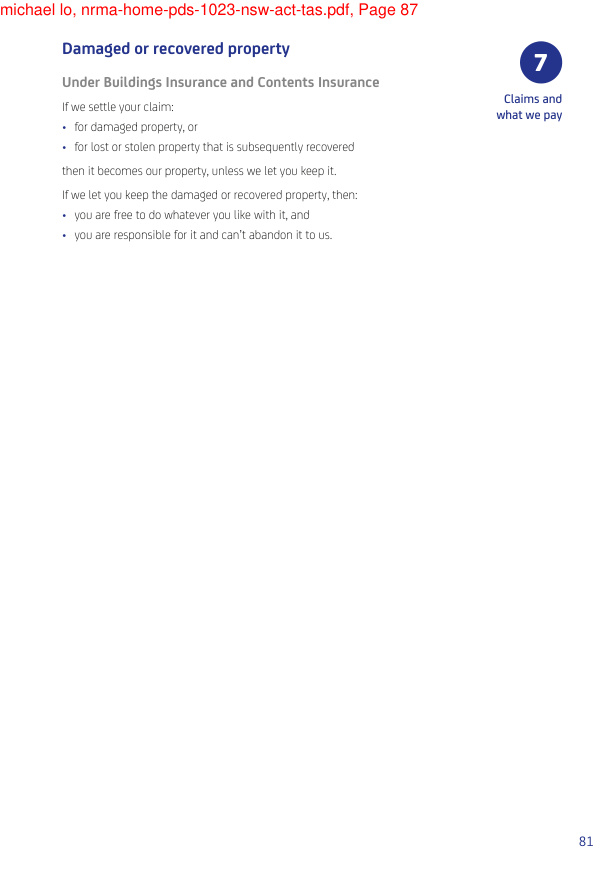 michael lo, nrma-home-pds-1023-nsw-act-tas.pdf, Page 87
Damaged or recovered property
7
Claims and
what we pay
Under Buildings Insurance and Contents Insurance
If we settle your claim:
• for damaged property, or
• for lost or stolen property that is subsequently recovered
then it becomes our property, unless we let you keep it.
If we let you keep the damaged or recovered property, then:
• you are free to do whatever you like with it, and
• you are responsible for it and can't abandon it to us.
81